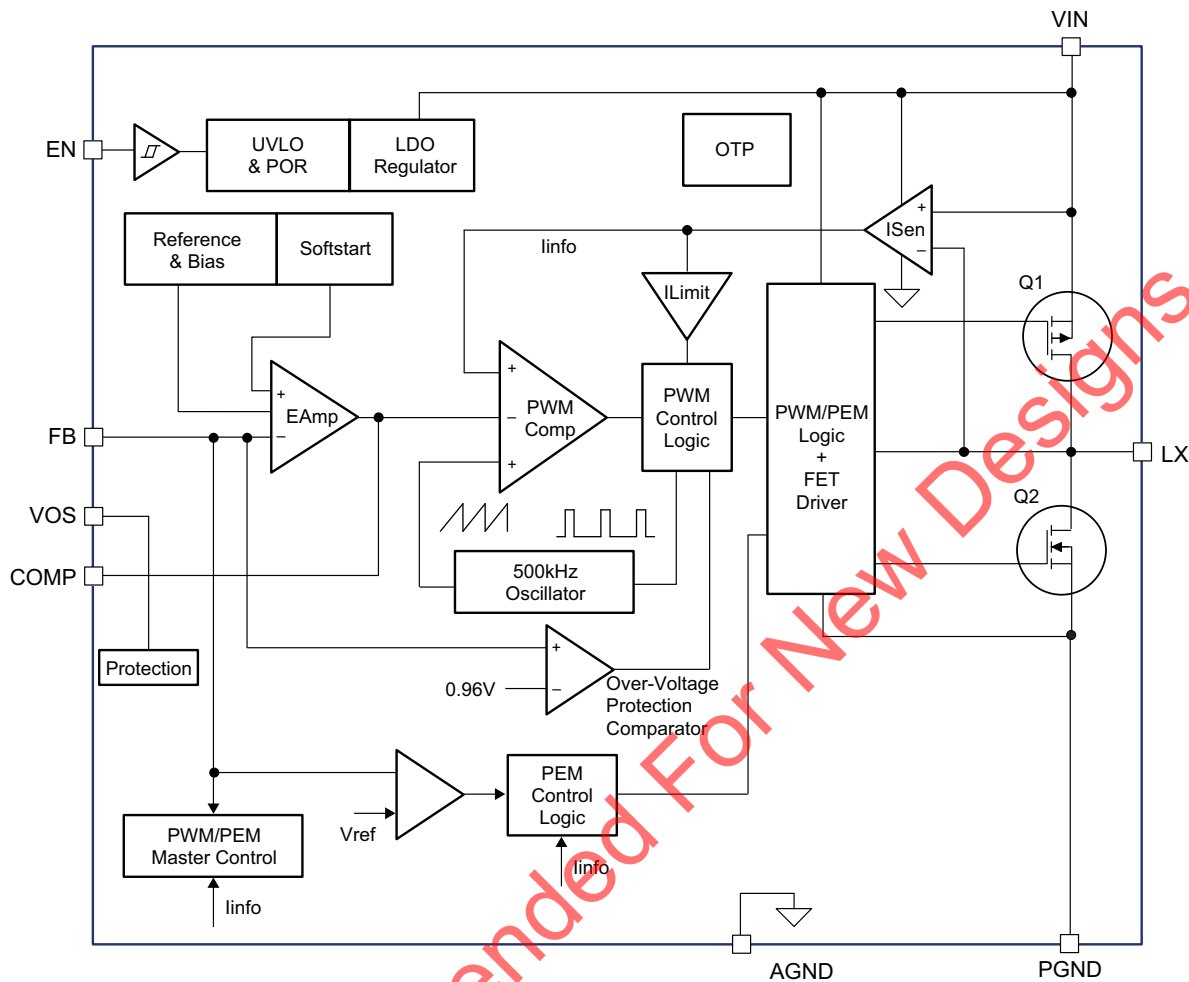 VIN
EN
UVLO
& POR
LDO
Regulator
OTP
Reference
& Bias
Softstart
Iinfo
+
ISen
−
ILimit
Q1
+
EAmp
−
+
−
PWM
Comp
+
PWM
Control
Logic
PWM/PEM
Logic
+
FET
Driver
FB
LX
VOS
Q2
COMP
500kHz
Oscillator
Protection
+
0.96V
−
Over-Voltage
Protection
Comparator
PEM
Control
Logic
Vref
PWM/PEM
Master Control
Iinfo
Iinfo
AGND
PGND
ended For New Designs